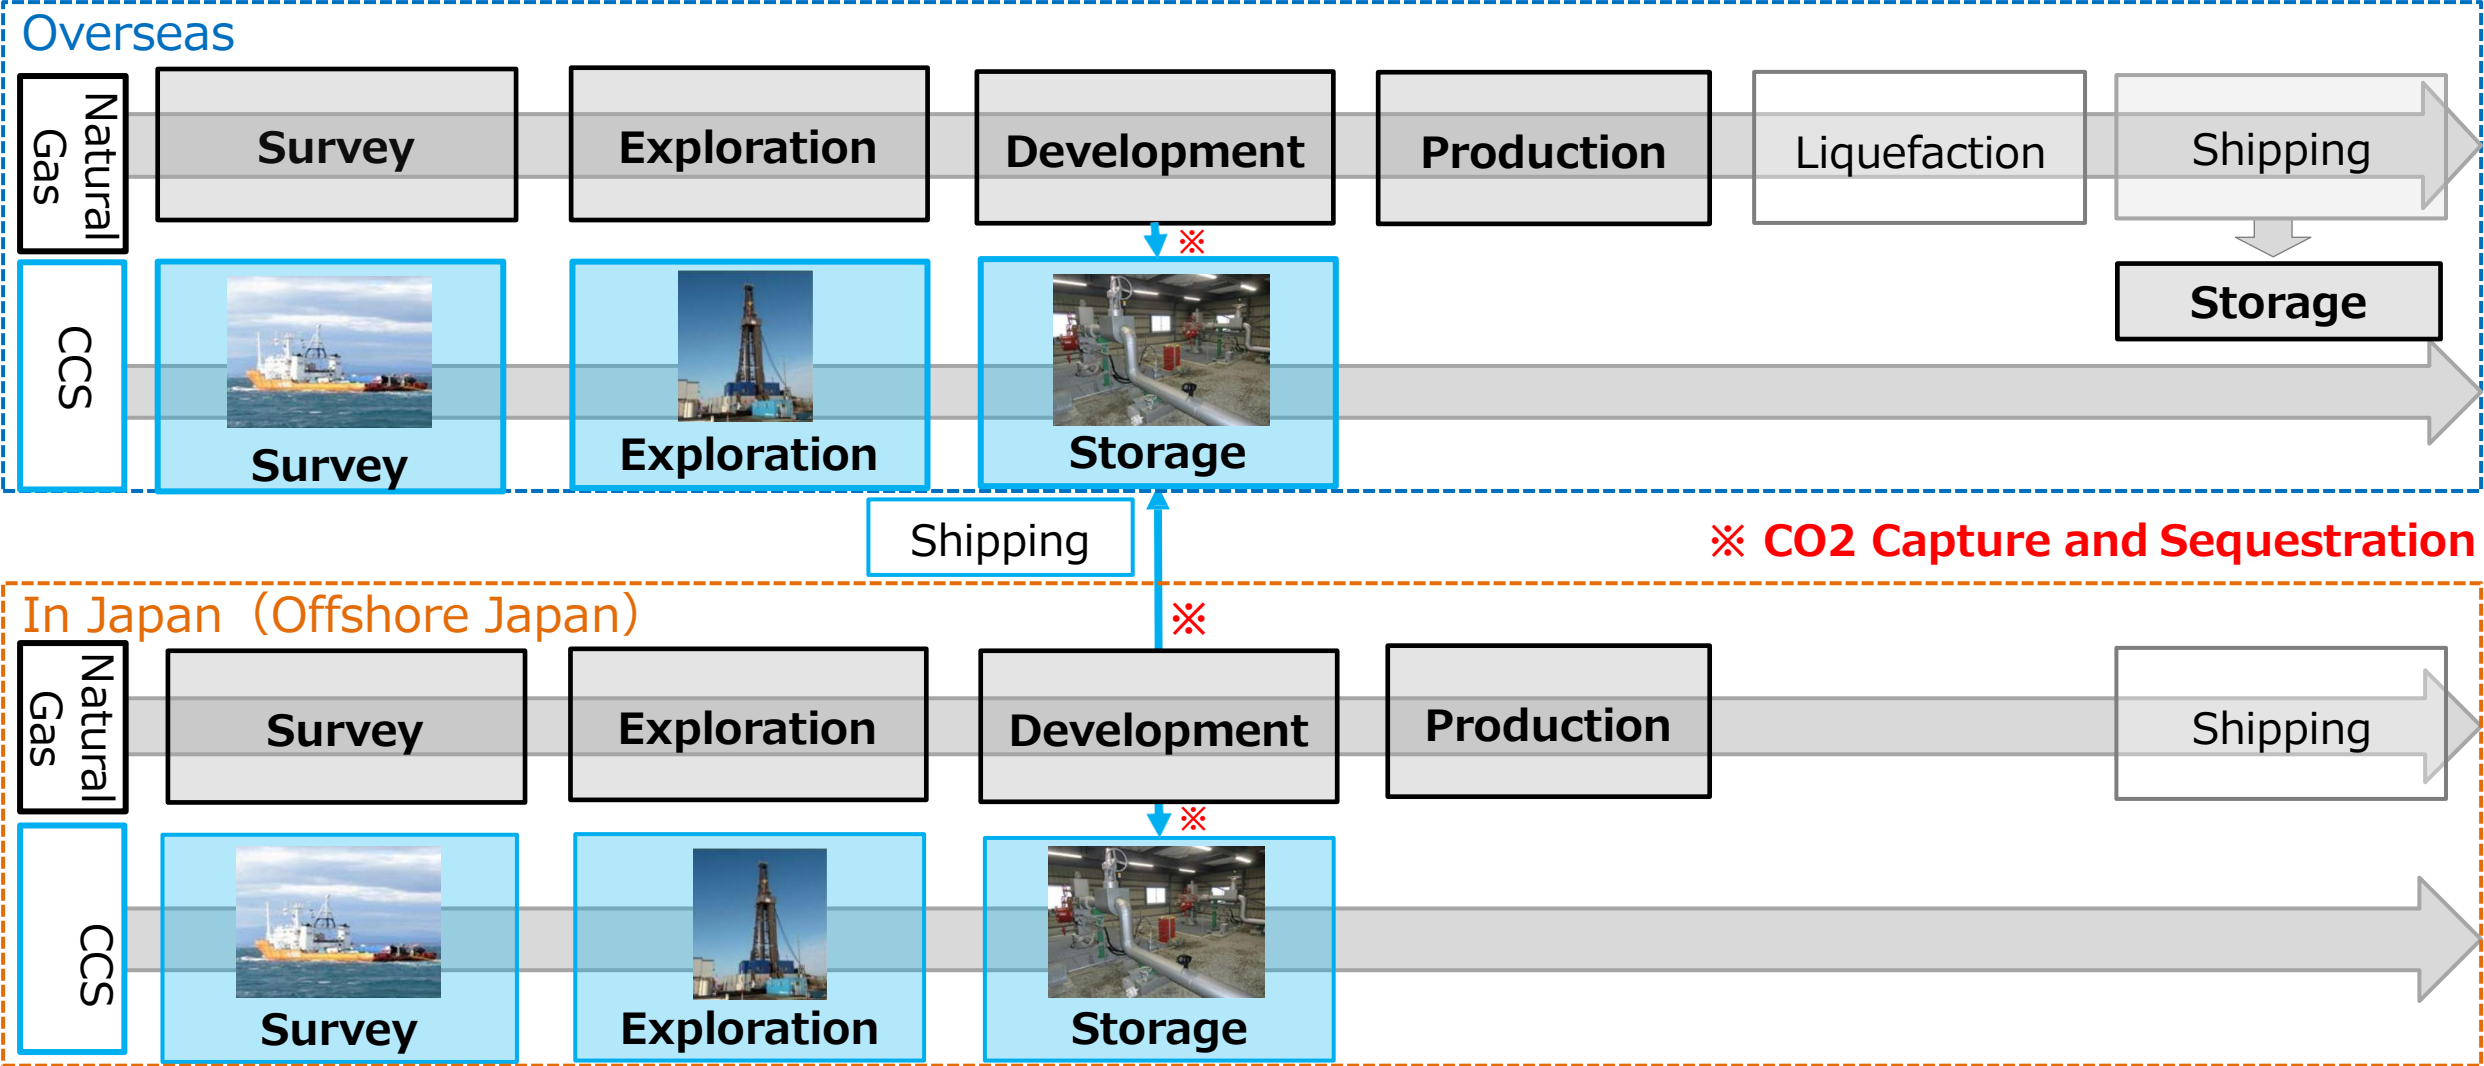 Overseas
Natural
Gas
Survey
Exploration
Development
Production
Liquefaction
Shipping
※
Storage
CCS
Survey
Exploration
Storage
Shipping
※ CO2 Capture and Sequestration
In Japan（Offshore Japan）
※
Natural
Gas
Survey
Exploration
Development
Production
Shipping
※
CCS
Survey
Exploration
Storage